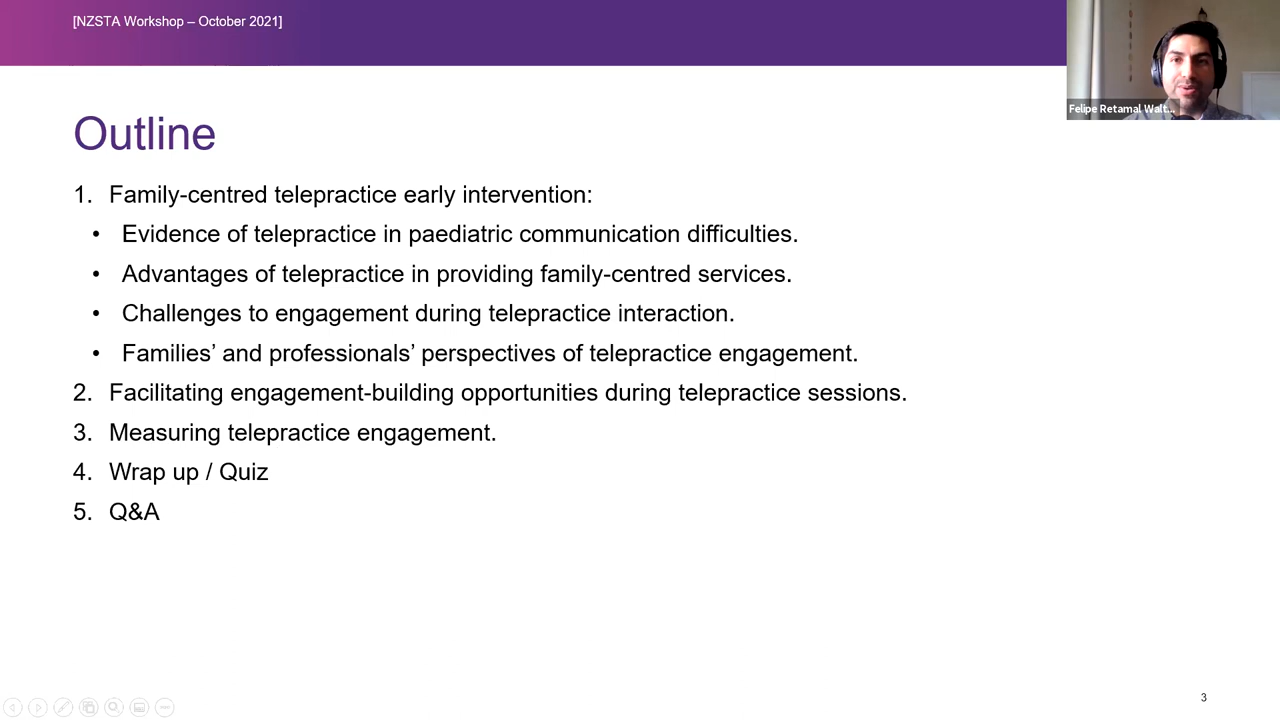 [NZSTA Workshop – October 2021]
Felipe Retamal Walt...
Outline
1. Family-centred telepractice early intervention:
• Evidence of telepractice in paediatric communication difficulties.
• Advantages of telepractice in providing family-centred services.
• Challenges to engagement during telepractice interaction.
• Families’ and professionals’ perspectives of telepractice engagement.
2. Facilitating engagement-building opportunities during telepractice sessions.
3. Measuring telepractice engagement.
4. Wrap up / Quiz
5. Q&A
3